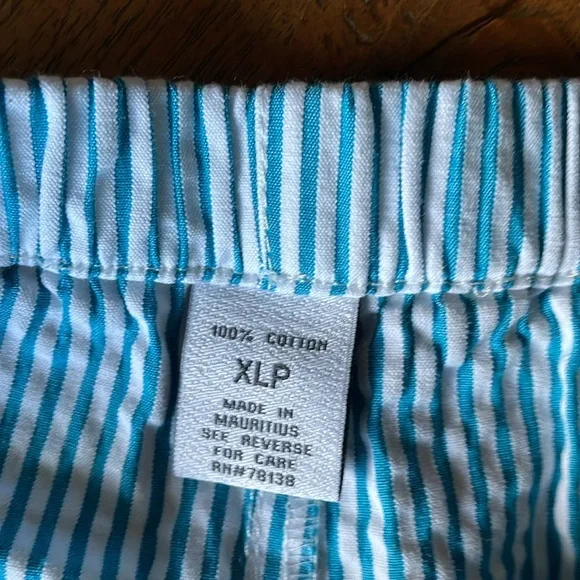 100% COTTON
XLP
MADE IN
MAURITIUS
SEE REVERSE
FOR CARE
RN#78138